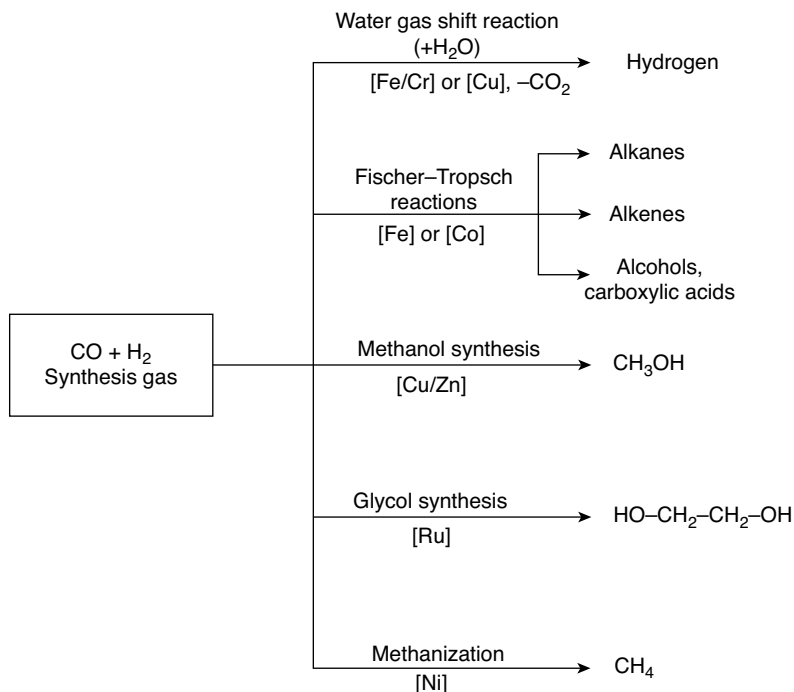 Water gas shift reaction
(+H₂O)
[Fe/Cr] or [Cu], –CO₂
Hydrogen
Fischer–Tropsch
reactions
[Fe] or [Co]
Alkanes
Alkenes
Alcohols,
carboxylic acids
CO + H₂
Synthesis gas
Methanol synthesis
[Cu/Zn]
CH₃OH
Glycol synthesis
[Ru]
HO–CH₂–CH₂–OH
Methanization
[Ni]
CH₄